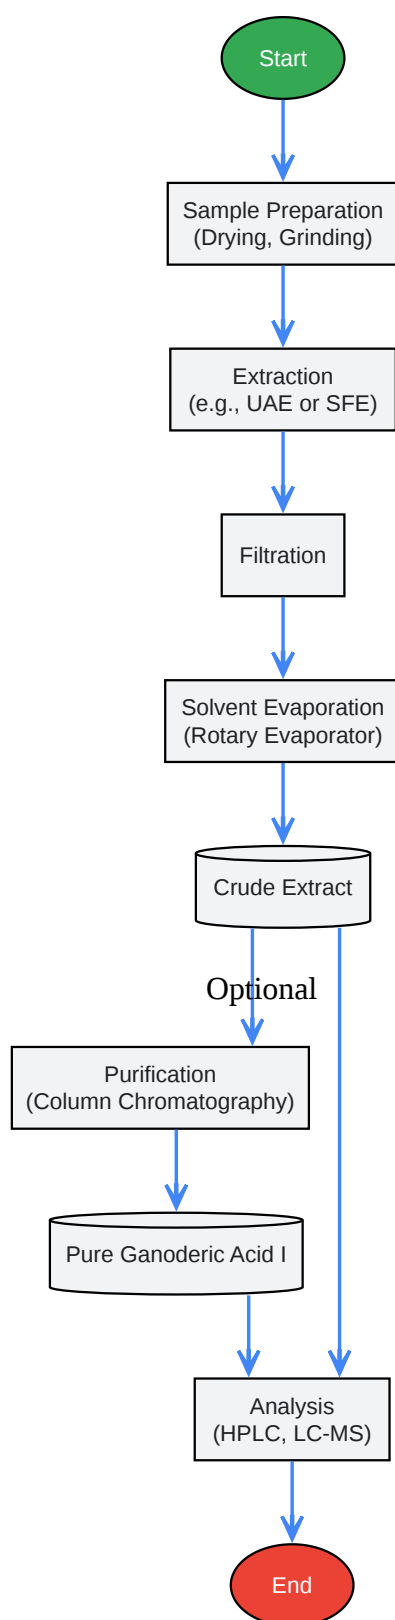 Start
Sample Preparation
(Drying, Grinding)
Extraction
(e.g., UAE or SFE)
Filtration
Solvent Evaporation
(Rotary Evaporator)
Crude Extract
Optional
Purification
(Column Chromatography)
Pure Ganoderic Acid I
Analysis
(HPLC, LC-MS)
End